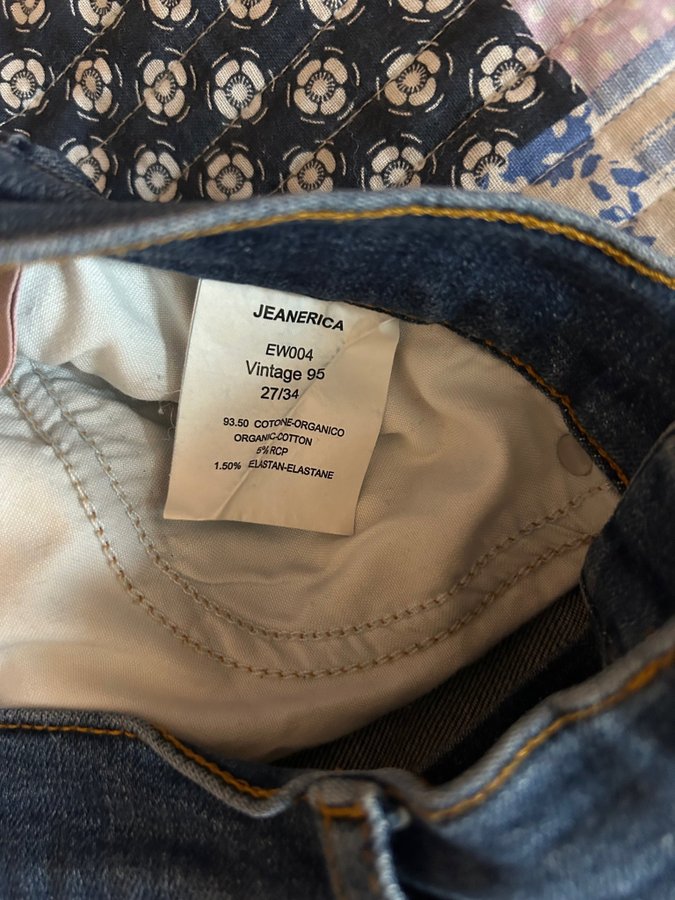 JEANERICA
EW004
Vintage 95
27/34
93.50 COTONE-ORGANICO
ORGANIC-COTTON
5% RCP
1.50% ELASTAN-ELASTANE